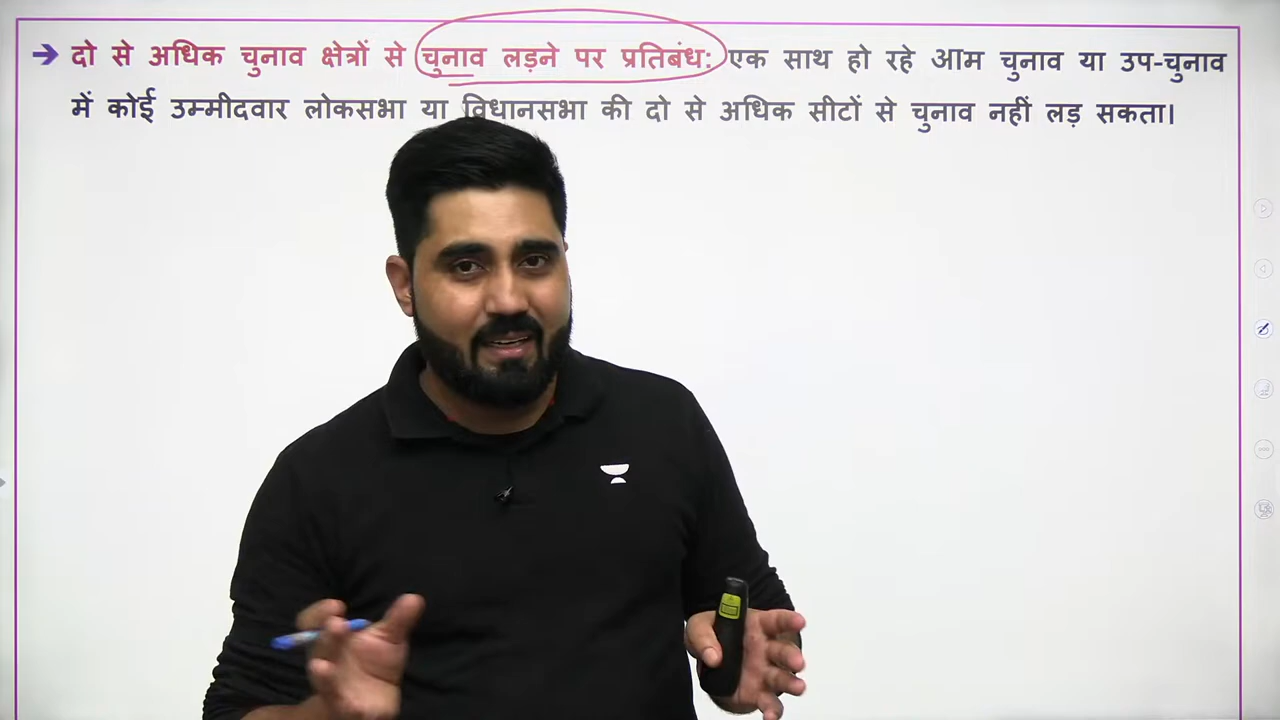 → दो से अधिक चुनाव क्षेत्रों से चुनाव लड़ने पर प्रतिबंध: एक साथ हो रहे आम चुनाव या उप-चुनाव
में कोई उम्मीदवार लोकसभा या विधानसभा की दो से अधिक सीटों से चुनाव नहीं लड़ सकता।